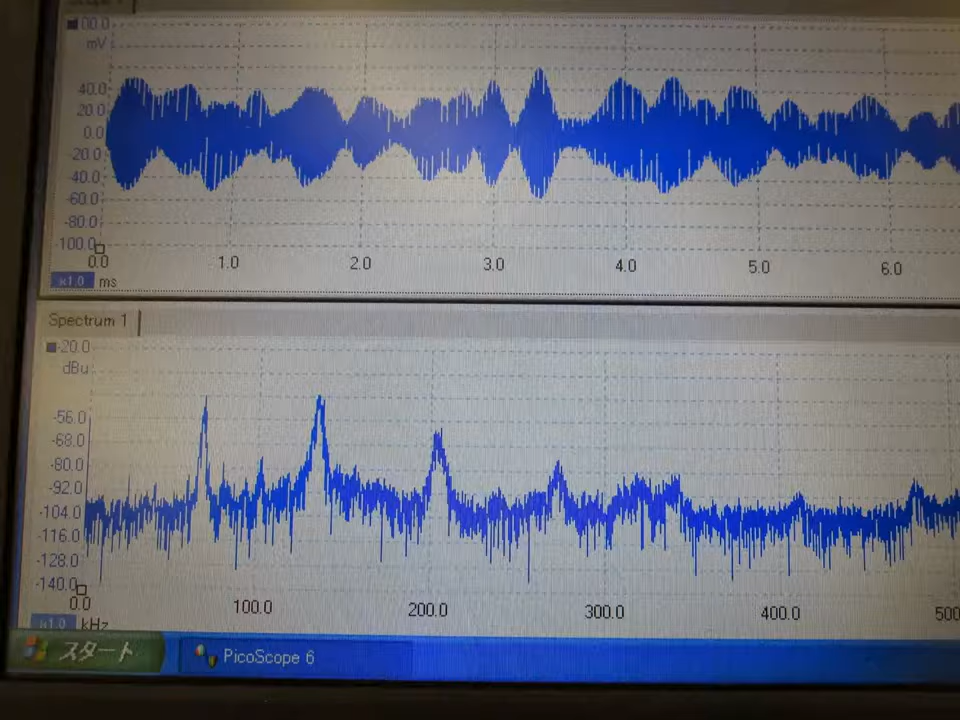 mV
40.0
20.0
0.0
-20.0
-40.0
-60.0
-80.0
-100.0
0.0 1.0 2.0 3.0 4.0 5.0 6.0
x1.0 ms
Spectrum 1
-20.0
dBu
-56.0
-68.0
-80.0
-92.0
-104.0
-116.0
-128.0
-140.0
0.0 100.0 200.0 300.0 400.0
x1.0 kHz
スタート PicoScope 6